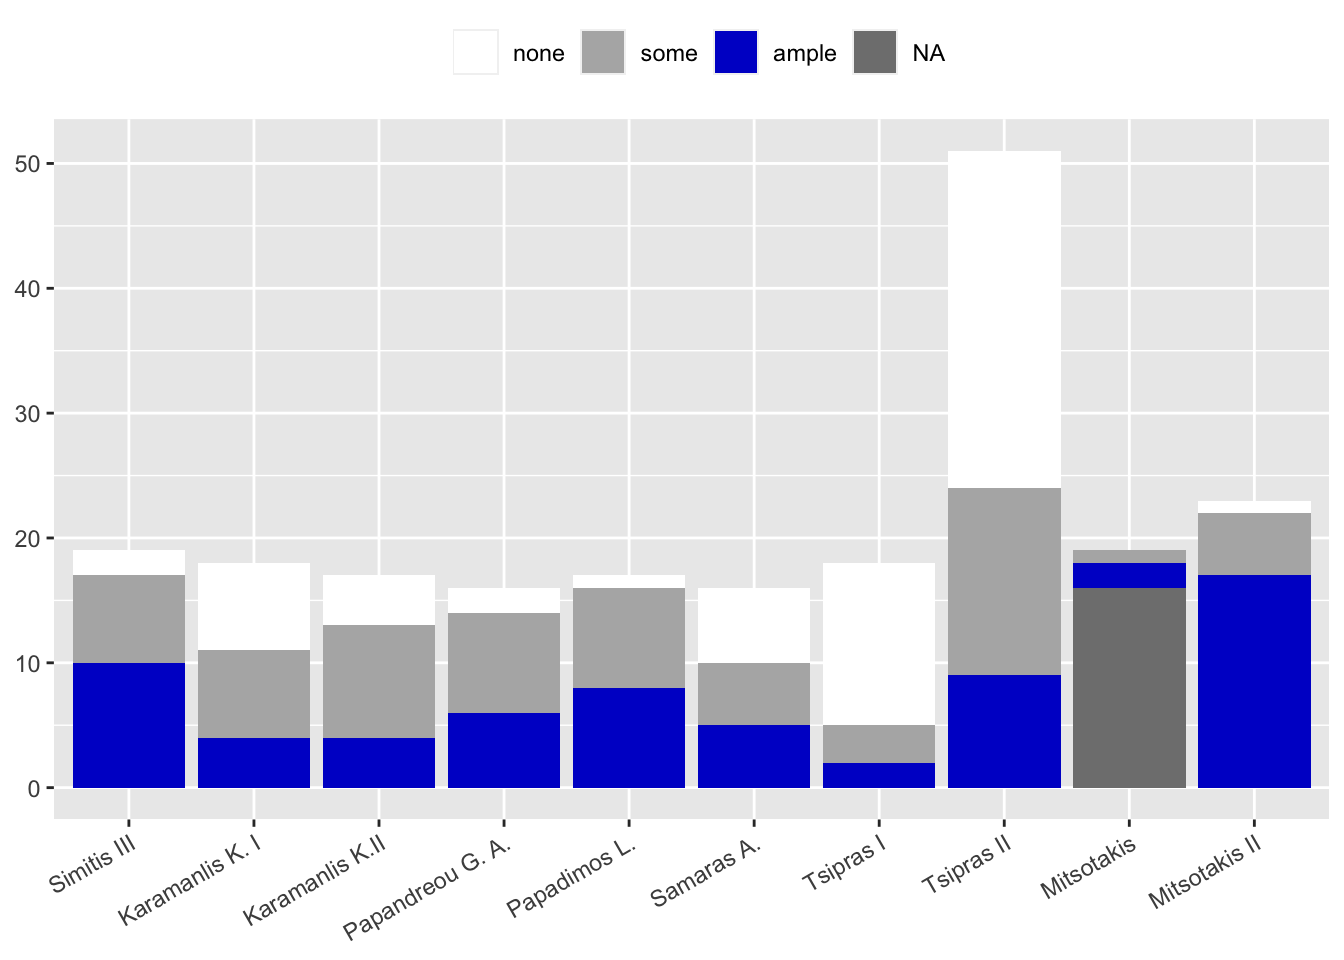 none some ample NA
50
40
30
20
10
0
Simitis III
Karamanlis K. I
Karamanlis K.II
Papandreou G. A.
Papadimos L.
Samaras A.
Tsipras I
Tsipras II
Mitsotakis
Mitsotakis II